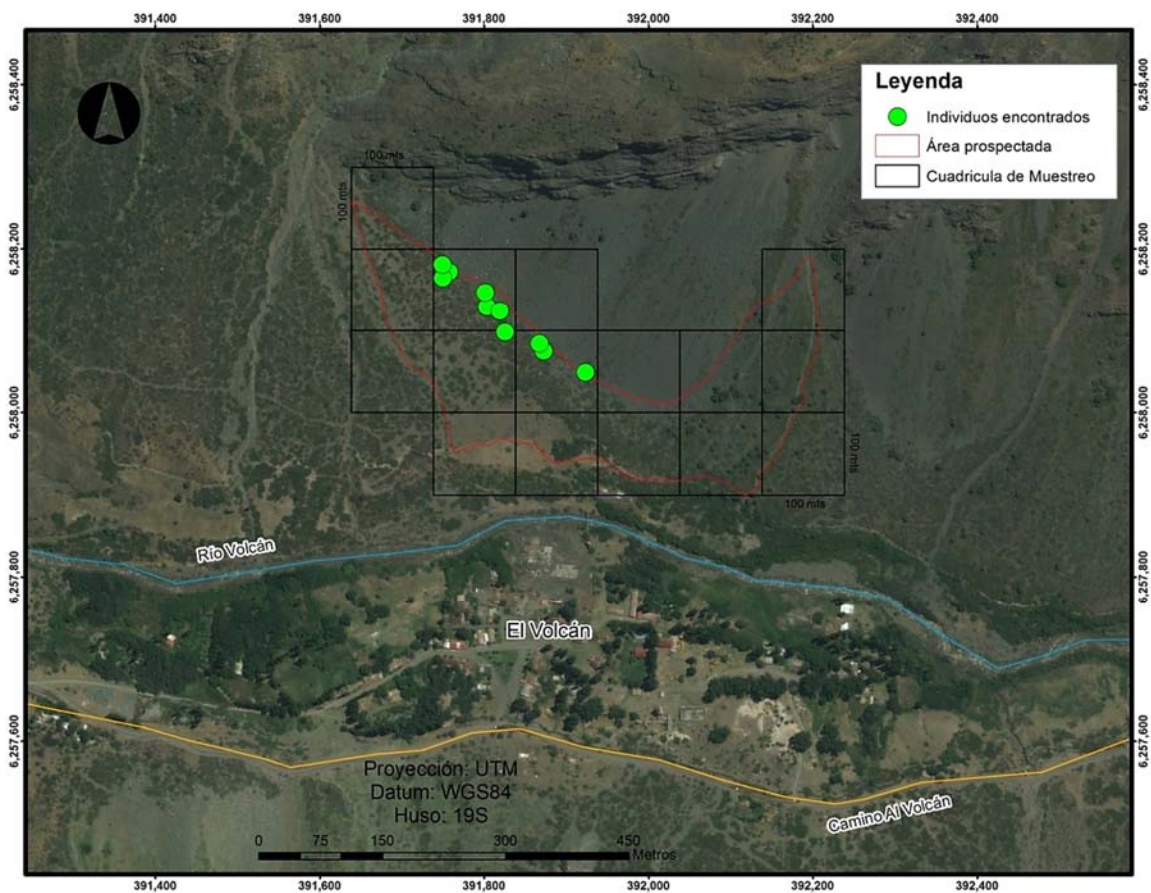 391,400 391,600 391,800 392,000 392,200 392,400
6,258,400 6,258,400
Leyenda
Individuos encontrados
Área prospectada
Cuadricula de Muestreo
100 mts
100 mts
6,258,200 6,258,200
6,258,000 6,258,000
100 mts
100 mts
Río Volcán
6,257,800 6,257,800
El Volcán
6,257,600 6,257,600
Proyección: UTM
Datum: WGS84
Huso: 19S
Camino Al Volcán
0 75 150 300 450
Metros
391,400 391,600 391,800 392,000 392,200 392,400